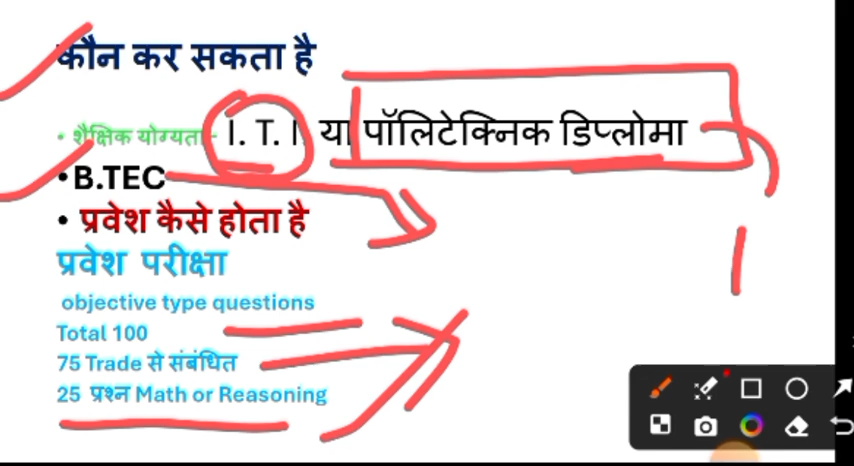 कौन कर सकता है
• शैक्षिक योग्यता - I. T. I. या पॉलिटेक्निक डिप्लोमा
•B.TEC
• प्रवेश कैसे होता है
प्रवेश परीक्षा
objective type questions
Total 100
75 Trade से संबंधित
25 प्रश्न Math or Reasoning